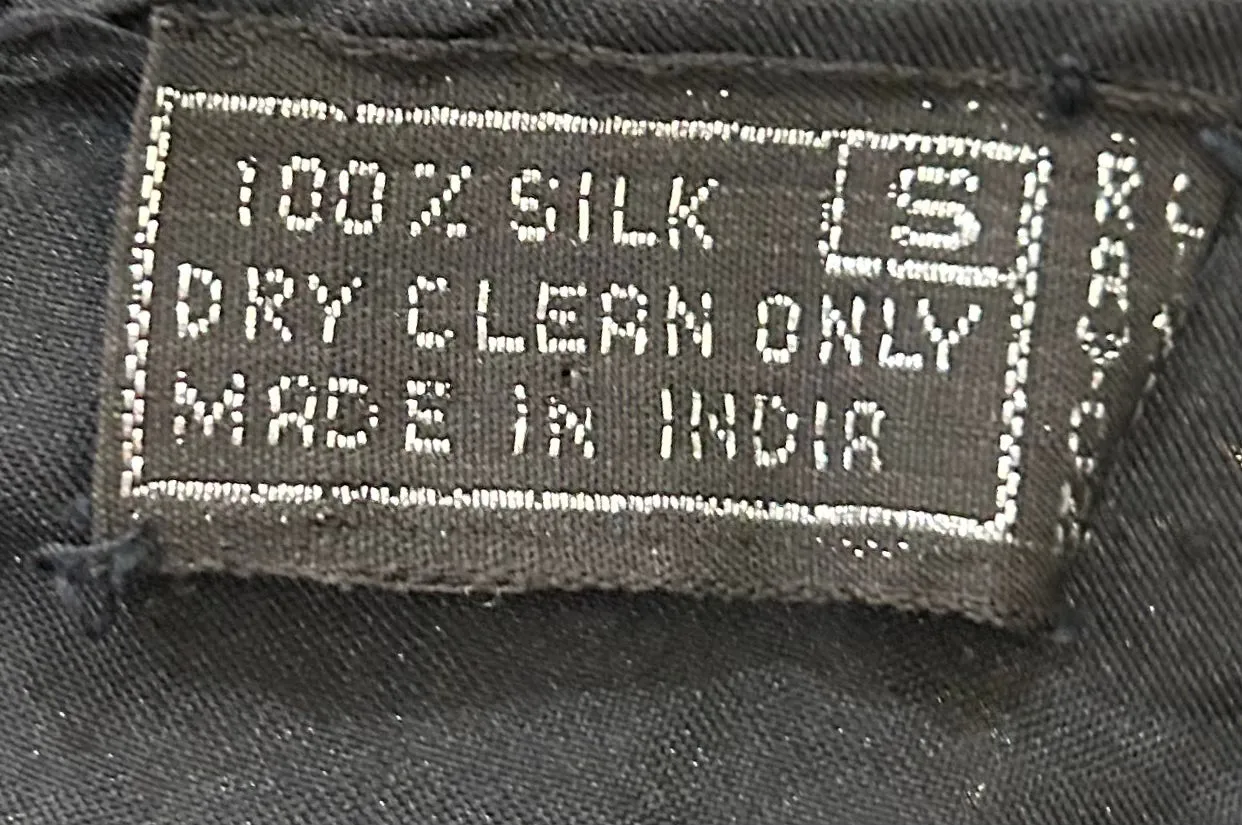 100% SILK S
DRY CLEAN ONLY
MADE IN INDIA